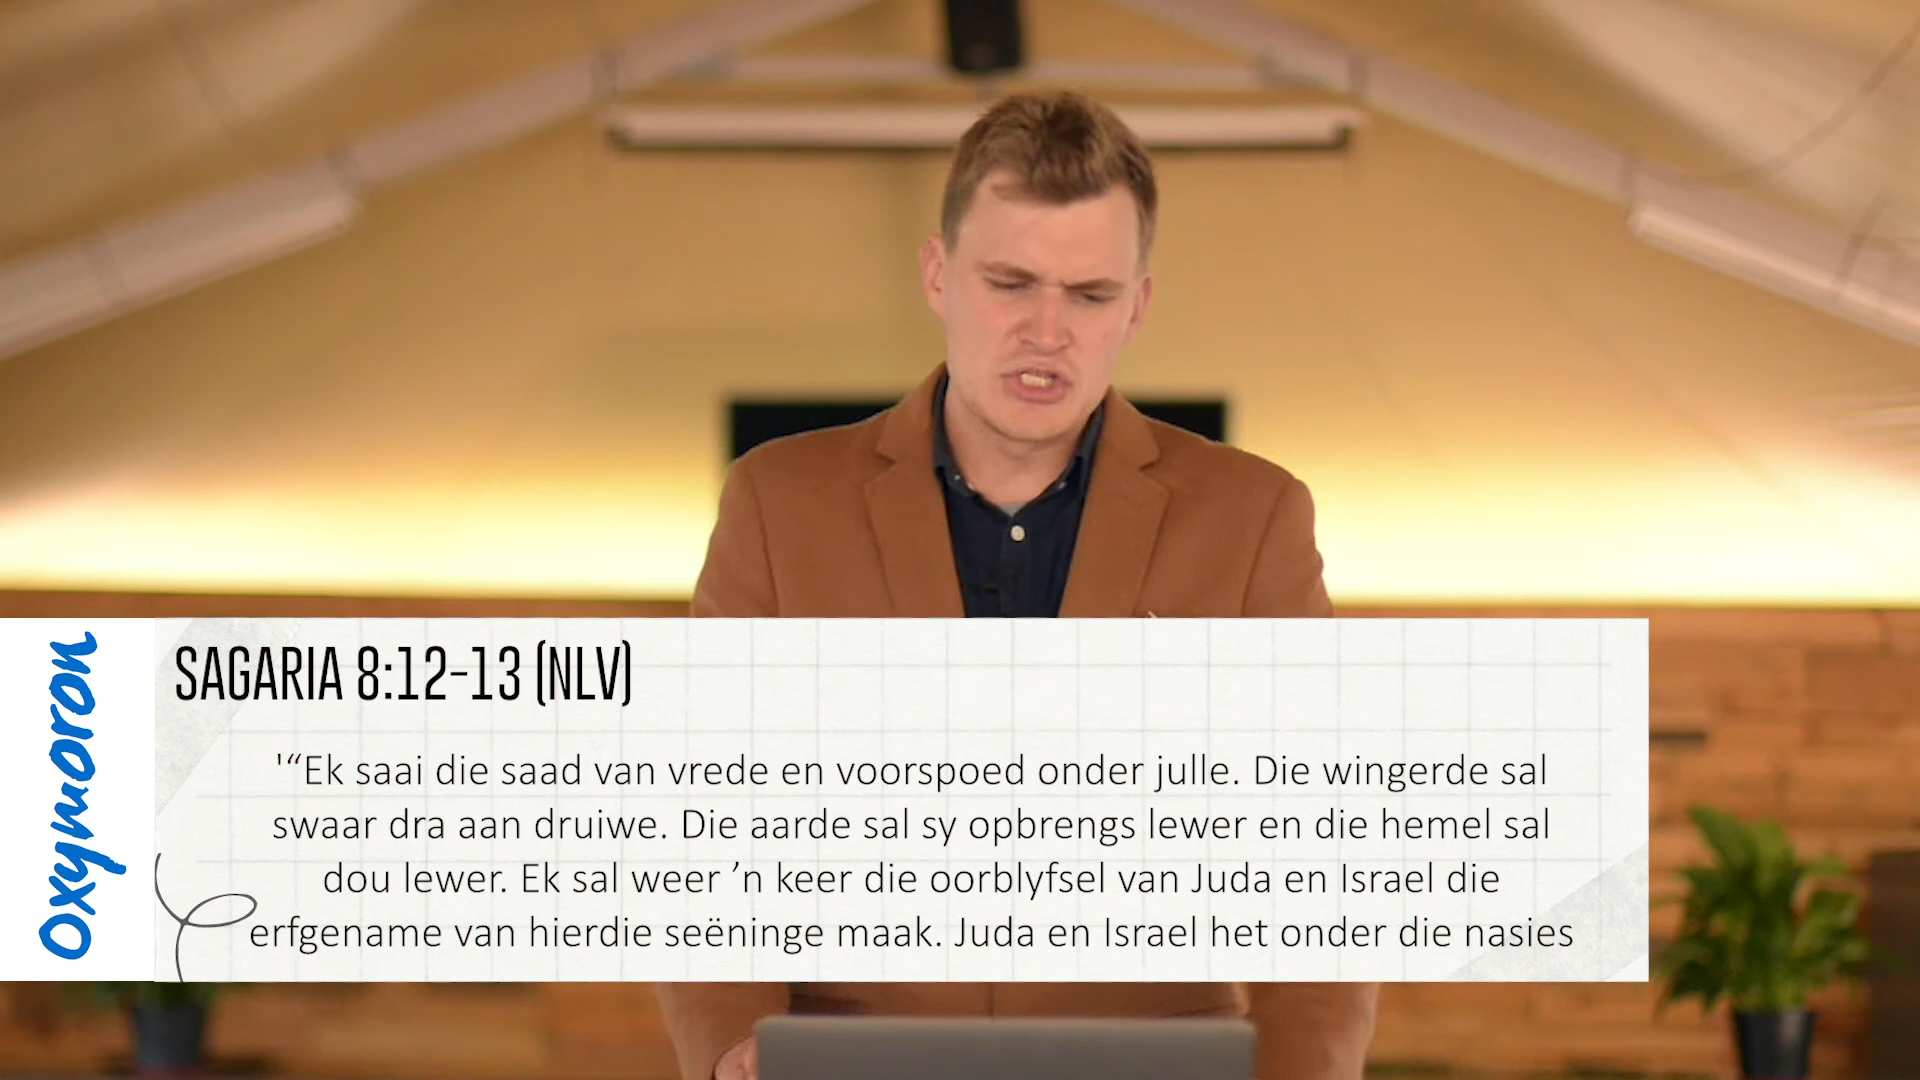 Oxymoron
SAGARIA 8:12-13 (NLV)
'“Ek saai die saad van vrede en voorspoed onder julle. Die wingerde sal
swaar dra aan druiwe. Die aarde sal sy opbrengs lewer en die hemel sal
dou lewer. Ek sal weer ’n keer die oorblyfsel van Juda en Israel die
erfgename van hierdie seëninge maak. Juda en Israel het onder die nasies